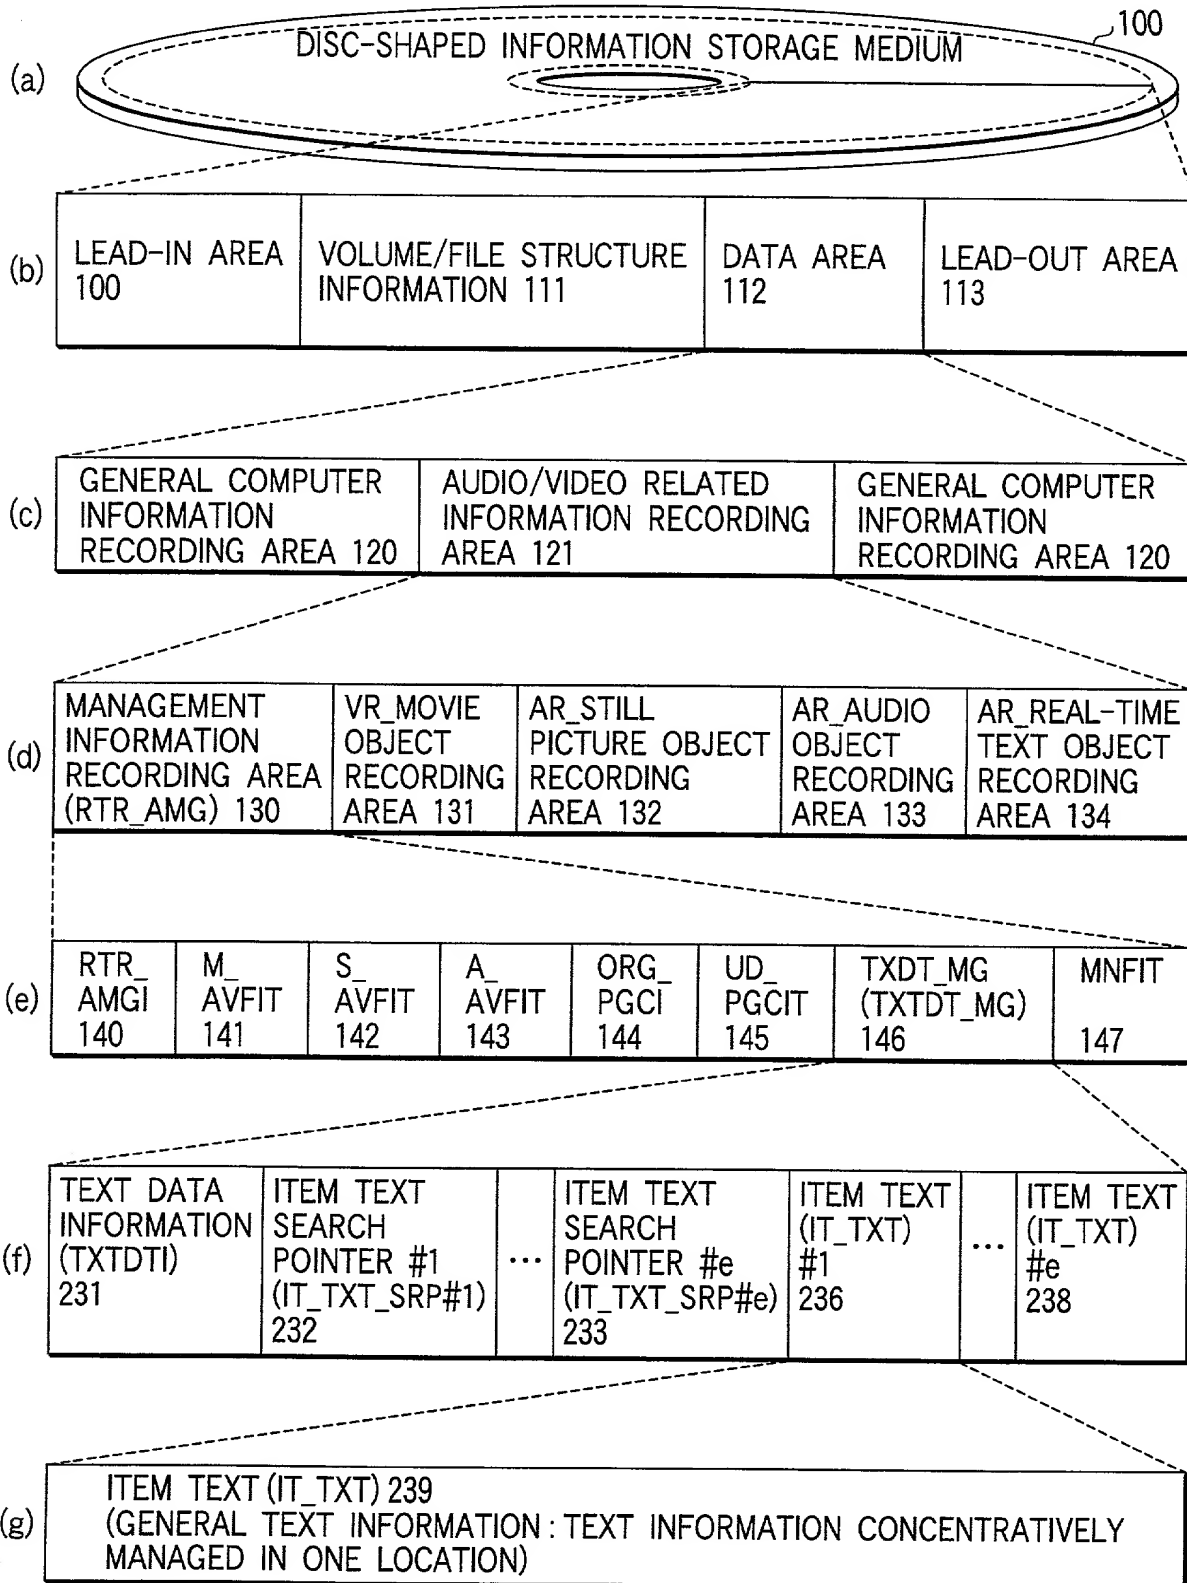 100
DISC-SHAPED INFORMATION STORAGE MEDIUM
(a)
(b)
LEAD-IN AREA
100
VOLUME/FILE STRUCTURE
INFORMATION 111
DATA AREA
112
LEAD-OUT AREA
113
(c)
GENERAL COMPUTER
INFORMATION
RECORDING AREA 120
AUDIO/VIDEO RELATED
INFORMATION RECORDING
AREA 121
GENERAL COMPUTER
INFORMATION
RECORDING AREA 120
(d)
MANAGEMENT
INFORMATION
RECORDING AREA
(RTR_AMG) 130
VR_MOVIE
OBJECT
RECORDING
AREA 131
AR_STILL
PICTURE OBJECT
RECORDING
AREA 132
AR_AUDIO
OBJECT
RECORDING
AREA 133
AR_REAL-TIME
TEXT OBJECT
RECORDING
AREA 134
(e)
RTR_
AMGI
140
M_
AVFIT
141
S_
AVFIT
142
A_
AVFIT
143
ORG_
PGCI
144
UD_
PGCIT
145
TXDT_MG
(TXTDT_MG)
146
MNFIT
147
(f)
TEXT DATA
INFORMATION
(TXTDTI)
231
ITEM TEXT
SEARCH
POINTER #1
(IT_TXT_SRP#1)
232
...
ITEM TEXT
SEARCH
POINTER #e
(IT_TXT_SRP#e)
233
ITEM TEXT
(IT_TXT)
#1
236
...
ITEM TEXT
(IT_TXT)
#e
238
(g)
ITEM TEXT (IT_TXT) 239
(GENERAL TEXT INFORMATION : TEXT INFORMATION CONCENTRATIVELY
MANAGED IN ONE LOCATION)